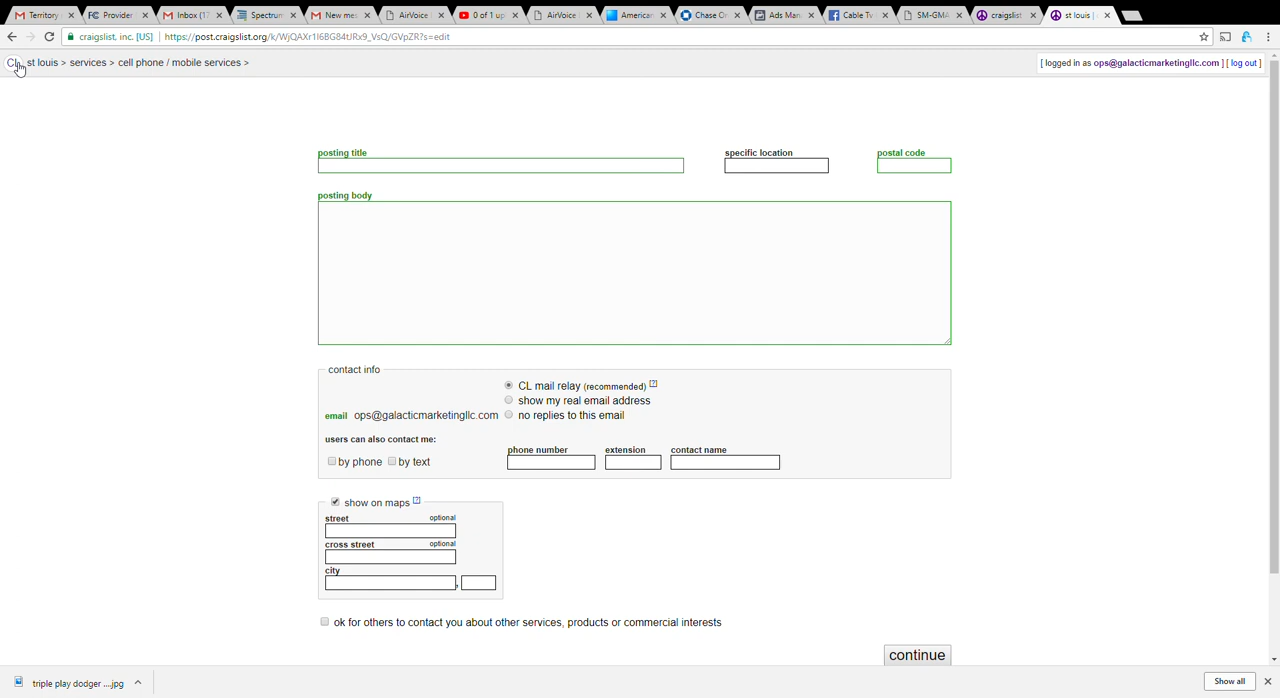 Territory
Provider
Inbox (17
Spectrum
New mes
AirVoice
0 of 1 up
AirVoice
American
Chase On
Ads Man
Cable Tv
SM-GMA
craigslist
st louis |
craigslist, inc. [US] | https://post.craigslist.org/k/WjQAXr1I6BG84tJRx9_VsQ/GVpZR?s=edit
CL st louis > services > cell phone / mobile services >
[ logged in as ops@galacticmarketingllc.com ] [ log out ]
posting title
specific location
postal code
posting body
contact info
CL mail relay (recommended) [?]
show my real email address
email ops@galacticmarketingllc.com
no replies to this email
users can also contact me:
phone number
extension
contact name
by phone
by text
show on maps [?]
street optional
cross street optional
city
,
ok for others to contact you about other services, products or commercial interests
continue
triple play dodger ....jpg
Show all